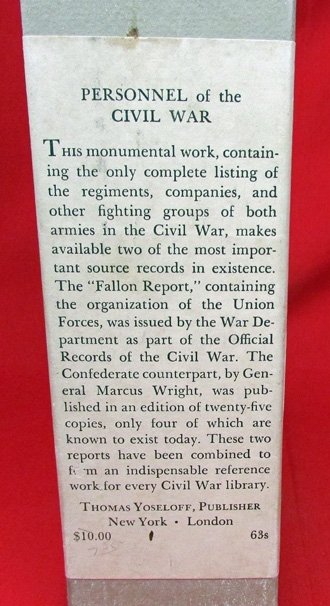 PERSONNEL of the
CIVIL WAR
THIS monumental work, contain-
ing the only complete listing of
the regiments, companies, and
other fighting groups of both
armies in the Civil War, makes
available two of the most impor-
tant source records in existence.
The "Fallon Report," containing
the organization of the Union
Forces, was issued by the War De-
partment as part of the Official
Records of the Civil War. The
Confederate counterpart, by Gen-
eral Marcus Wright, was pub-
lished in an edition of twenty-five
copies, only four of which are
known to exist today. These two
reports have been combined to
form an indispensable reference
work for every Civil War library.
THOMAS YOSELOFF, PUBLISHER
New York · London
$10.00 63s